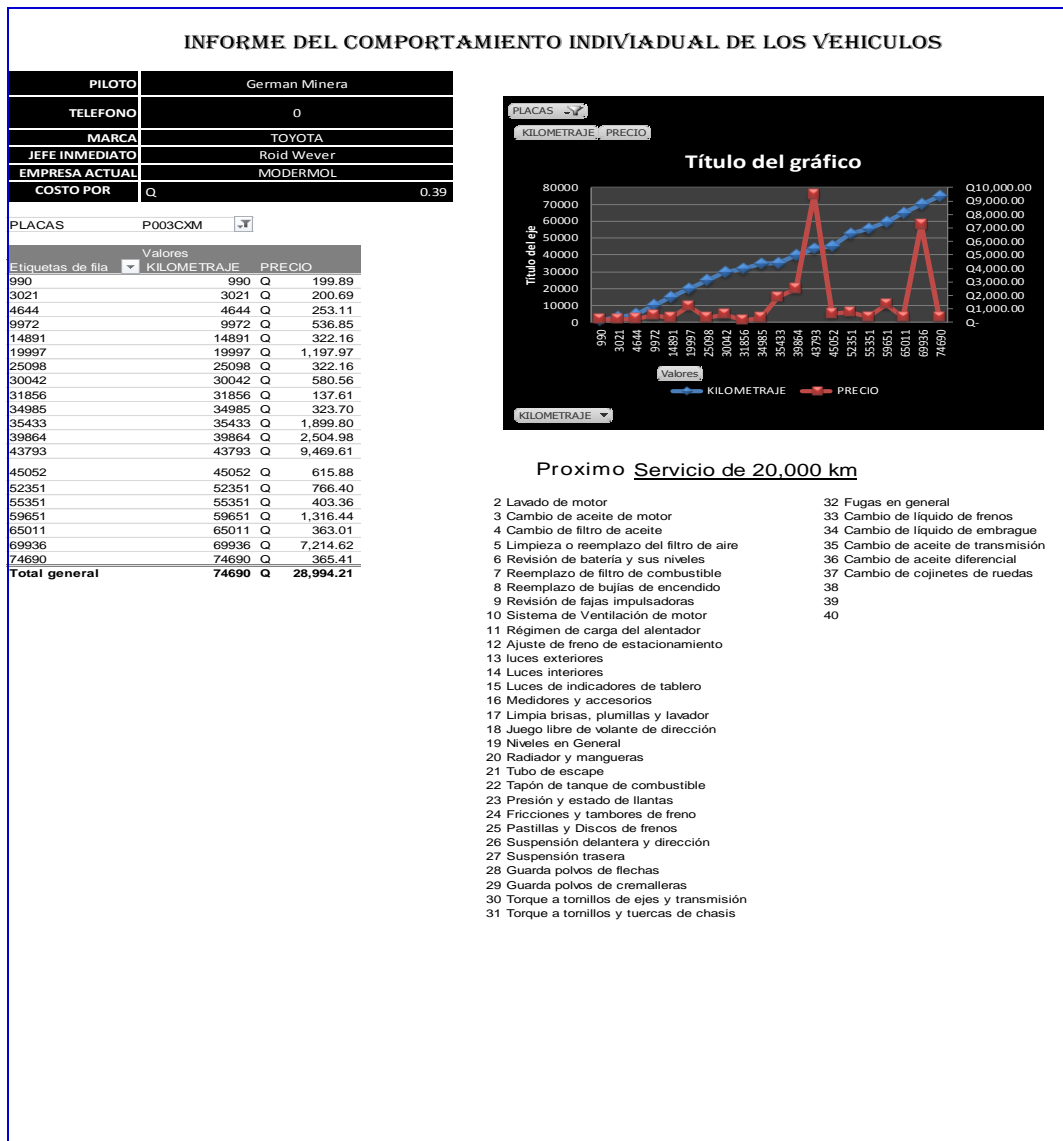 INFORME DEL COMPORTAMIENTO INDIVIADUAL DE LOS VEHICULOS
PILOTO German Minera
TELEFONO 0
MARCA TOYOTA
JEFE INMEDIATO Roid Wever
EMPRESA ACTUAL MODERMOL
COSTO POR Q 0.39
PLACAS P003CXM
Valores
Etiquetas de fila KILOMETRAJE PRECIO
990 990 Q 199.89
3021 3021 Q 200.69
4644 4644 Q 253.11
9972 9972 Q 536.85
14891 14891 Q 322.16
19997 19997 Q 1,197.97
25098 25098 Q 322.16
30042 30042 Q 580.56
31856 31856 Q 137.61
34985 34985 Q 323.70
35433 35433 Q 1,899.80
39864 39864 Q 2,504.98
43793 43793 Q 9,469.61
45052 45052 Q 615.88
52351 52351 Q 766.40
55351 55351 Q 403.36
59651 59651 Q 1,316.44
65011 65011 Q 363.01
69936 69936 Q 7,214.62
74690 74690 Q 365.41
Total general 74690 Q 28,994.21
PLACAS
KILOMETRAJE PRECIO
Título del gráfico
Título del eje
80000
70000
60000
50000
40000
30000
20000
10000
0
Q10,000.00
Q9,000.00
Q8,000.00
Q7,000.00
Q6,000.00
Q5,000.00
Q4,000.00
Q3,000.00
Q2,000.00
Q1,000.00
Q-
990
3021
4644
9972
14891
19997
25098
30042
31856
34985
35433
39864
43793
45052
52351
55351
59651
65011
69936
74690
Valores
KILOMETRAJE PRECIO
KILOMETRAJE
Proximo Servicio de 20,000 km
2 Lavado de motor
3 Cambio de aceite de motor
4 Cambio de filtro de aceite
5 Limpieza o reemplazo del filtro de aire
6 Revisión de batería y sus niveles
7 Reemplazo de filtro de combustible
8 Reemplazo de bujías de encendido
9 Revisión de fajas impulsadoras
10 Sistema de Ventilación de motor
11 Régimen de carga del alentador
12 Ajuste de freno de estacionamiento
13 luces exteriores
14 Luces interiores
15 Luces de indicadores de tablero
16 Medidores y accesorios
17 Limpia brisas, plumillas y lavador
18 Juego libre de volante de dirección
19 Niveles en General
20 Radiador y mangueras
21 Tubo de escape
22 Tapón de tanque de combustible
23 Presión y estado de llantas
24 Fricciones y tambores de freno
25 Pastillas y Discos de frenos
26 Suspensión delantera y dirección
27 Suspensión trasera
28 Guarda polvos de flechas
29 Guarda polvos de cremalleras
30 Torque a tornillos de ejes y transmisión
31 Torque a tornillos y tuercas de chasis
32 Fugas en general
33 Cambio de líquido de frenos
34 Cambio de líquido de embrague
35 Cambio de aceite de transmisión
36 Cambio de aceite diferencial
37 Cambio de cojinetes de ruedas
38
39
40